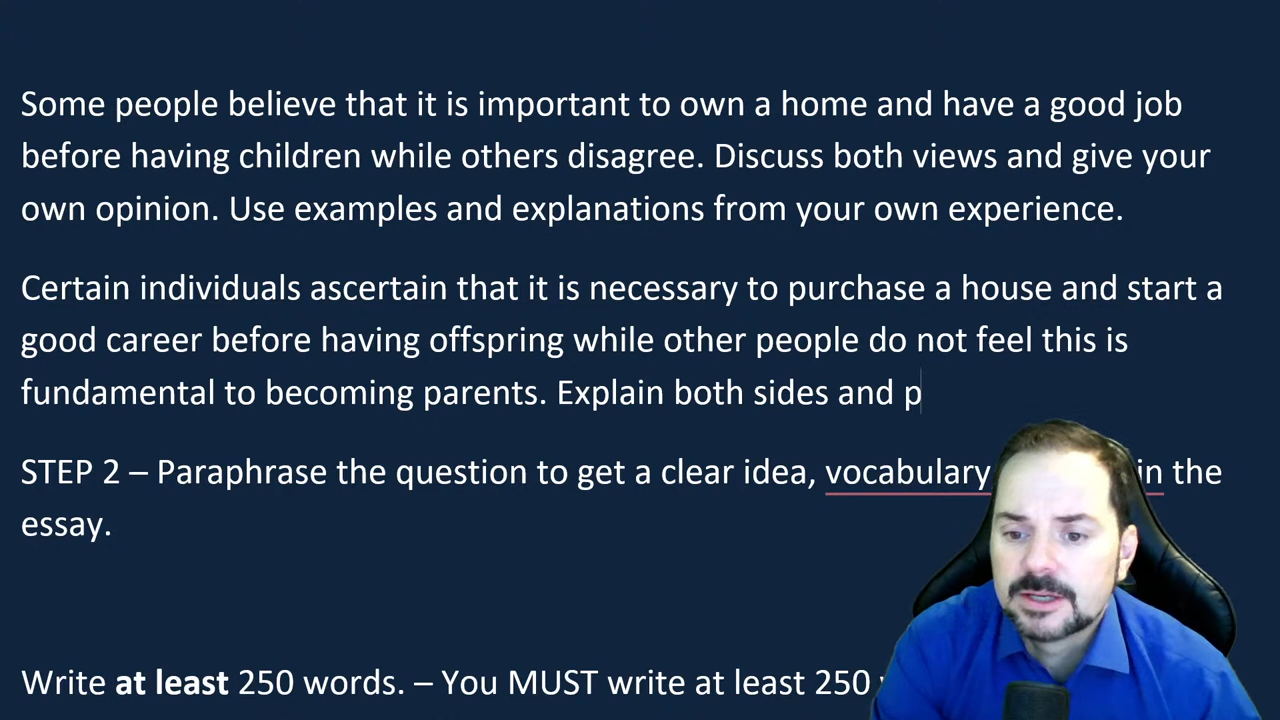 Some people believe that it is important to own a home and have a good job
before having children while others disagree. Discuss both views and give your
own opinion. Use examples and explanations from your own experience.
Certain individuals ascertain that it is necessary to purchase a house and start a
good career before having offspring while other people do not feel this is
fundamental to becoming parents. Explain both sides and p
STEP 2 – Paraphrase the question to get a clear idea, vocabulary in the
essay.
Write at least 250 words. – You MUST write at least 250